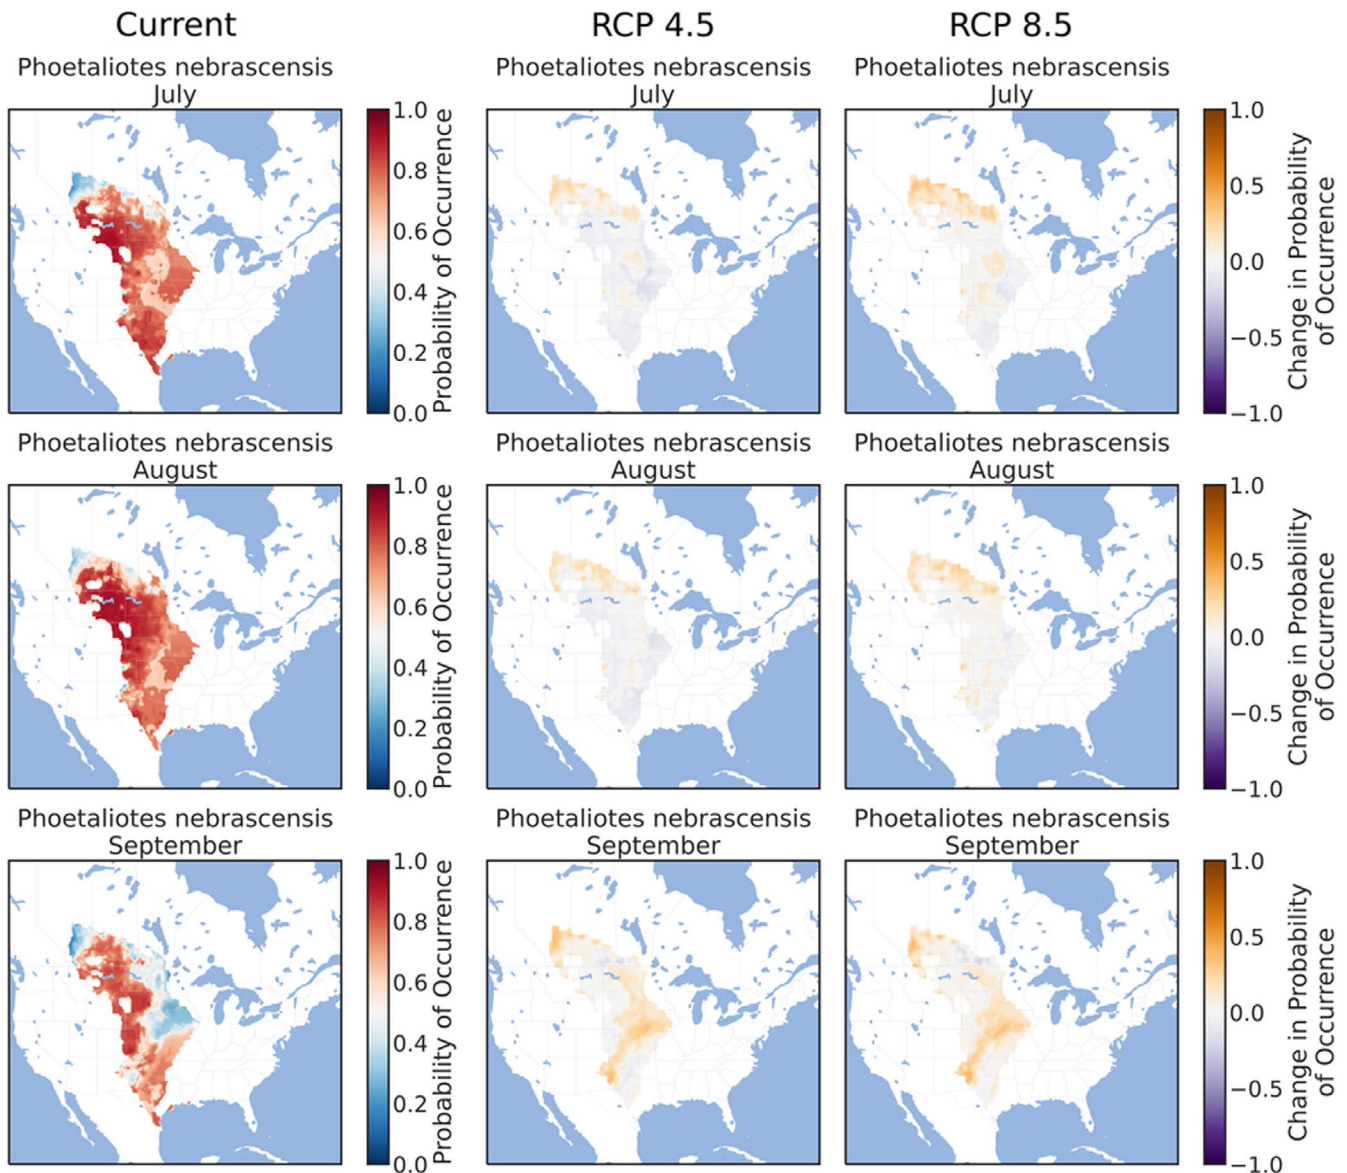 Current
RCP 4.5
RCP 8.5
Phoetaliotes nebrascensis
July
1.0
0.8
0.6
0.4
0.2
0.0
Probability of Occurrence
Phoetaliotes nebrascensis
July
Phoetaliotes nebrascensis
July
1.0
0.5
0.0
−0.5
−1.0
Change in Probability
of Occurrence
Phoetaliotes nebrascensis
August
1.0
0.8
0.6
0.4
0.2
0.0
Probability of Occurrence
Phoetaliotes nebrascensis
August
Phoetaliotes nebrascensis
August
1.0
0.5
0.0
−0.5
−1.0
Change in Probability
of Occurrence
Phoetaliotes nebrascensis
September
1.0
0.8
0.6
0.4
0.2
0.0
Probability of Occurrence
Phoetaliotes nebrascensis
September
Phoetaliotes nebrascensis
September
1.0
0.5
0.0
−0.5
−1.0
Change in Probability
of Occurrence